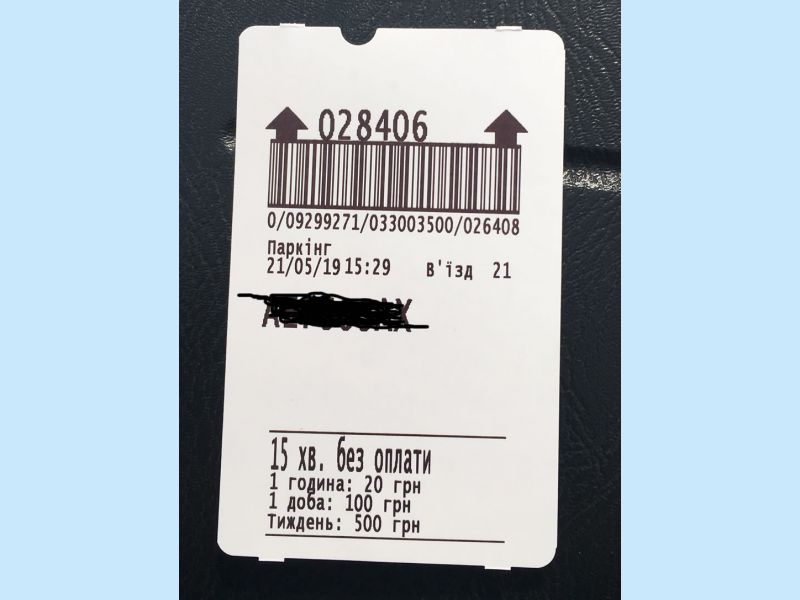 028406
0/09299271/033003500/026408
Паркінг
21/05/19 15:29 В'їзд 21
15 хв. без оплати
1 година: 20 грн
1 доба: 100 грн
Тиждень: 500 грн